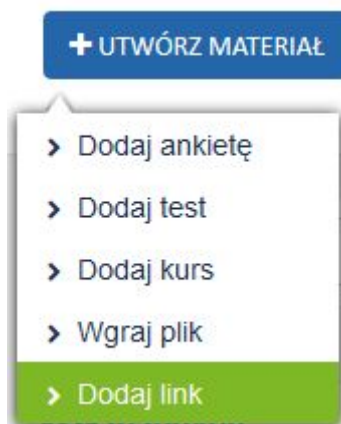 + UTWÓRZ MATERIAŁ
> Dodaj ankietę
> Dodaj test
> Dodaj kurs
> Wgraj plik
> Dodaj link